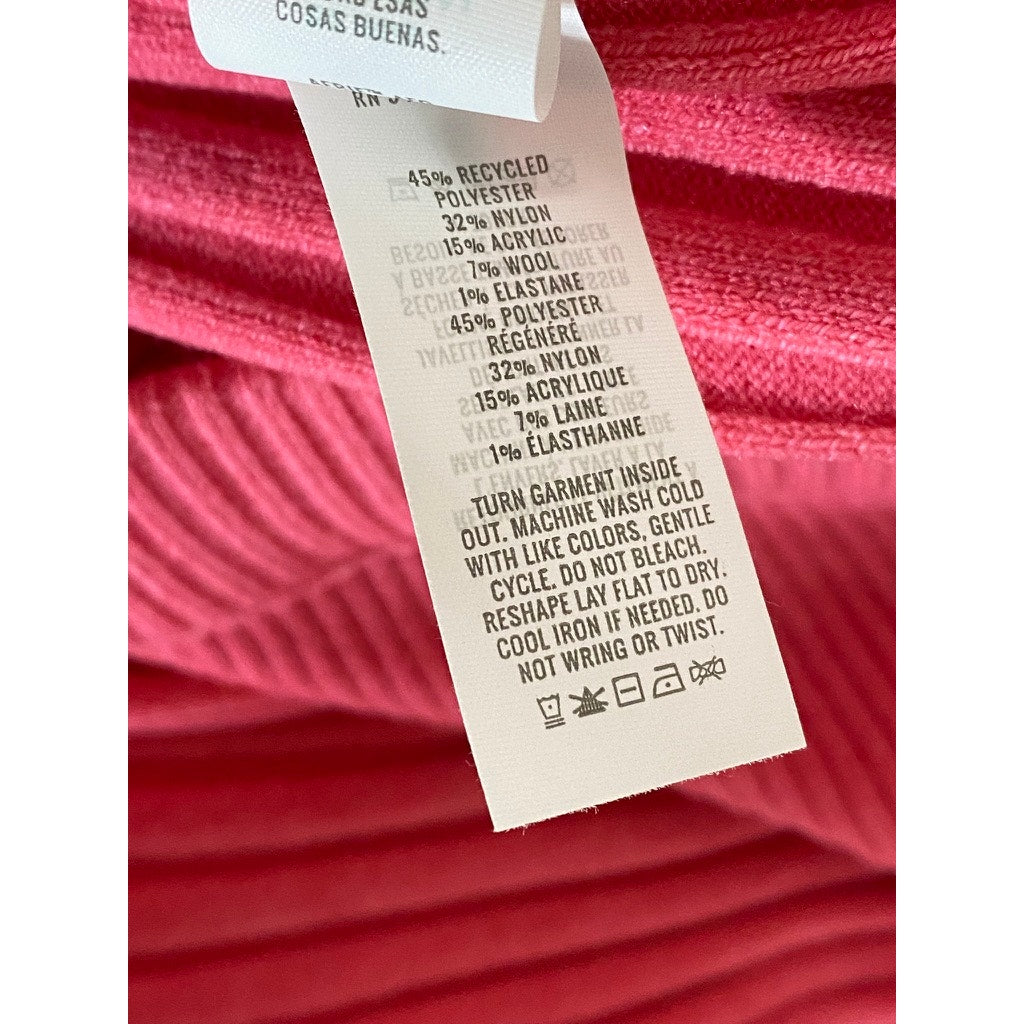 COSAS BUENAS.
RN
45% RECYCLED
POLYESTER
32% NYLON
15% ACRYLIC
7% WOOL
1% ELASTANE
45% POLYESTER
RÉGÉNÉRÉ
32% NYLON
15% ACRYLIQUE
7% LAINE
1% ÉLASTHANNE
TURN GARMENT INSIDE
OUT. MACHINE WASH COLD
WITH LIKE COLORS, GENTLE
CYCLE. DO NOT BLEACH.
RESHAPE LAY FLAT TO DRY.
COOL IRON IF NEEDED. DO
NOT WRING OR TWIST.